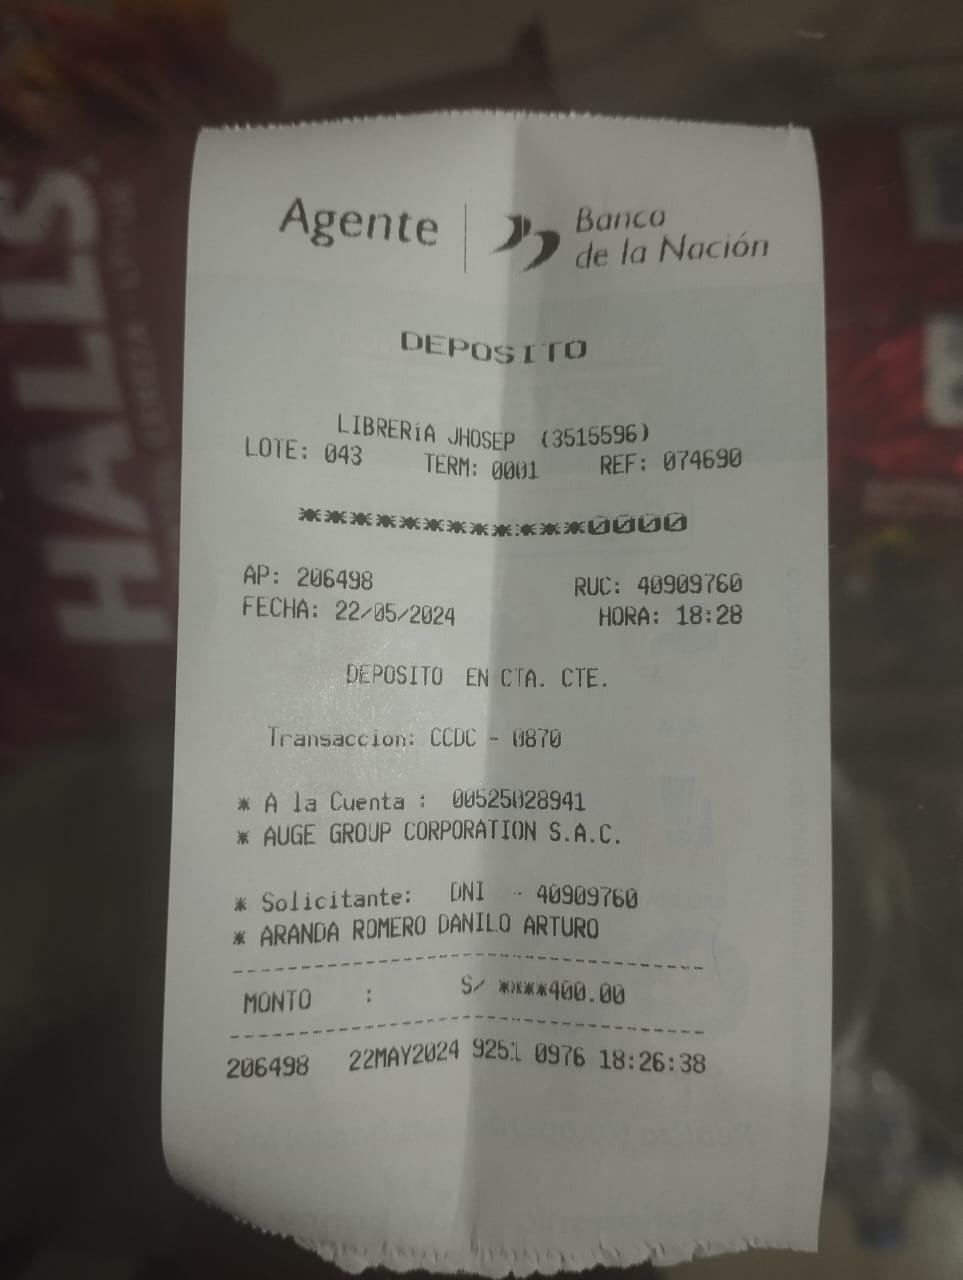 HALLS
Agente
Banco
de la Nación
DEPOSITO
LIBRERíA JHOSEP (3515596)
LOTE: 043 TERM: 0001 REF: 074690
************0000
AP: 206498 RUC: 40909760
FECHA: 22/05/2024 HORA: 18:28
DEPOSITO EN CTA. CTE.
Transaccion: CCDC - 0870
* A la Cuenta : 00525028941
* AUGE GROUP CORPORATION S.A.C.
* Solicitante: DNI - 40909760
* ARANDA ROMERO DANILO ARTURO
MONTO : S/ ****400.00
206498 22MAY2024 9251 0976 18:26:38